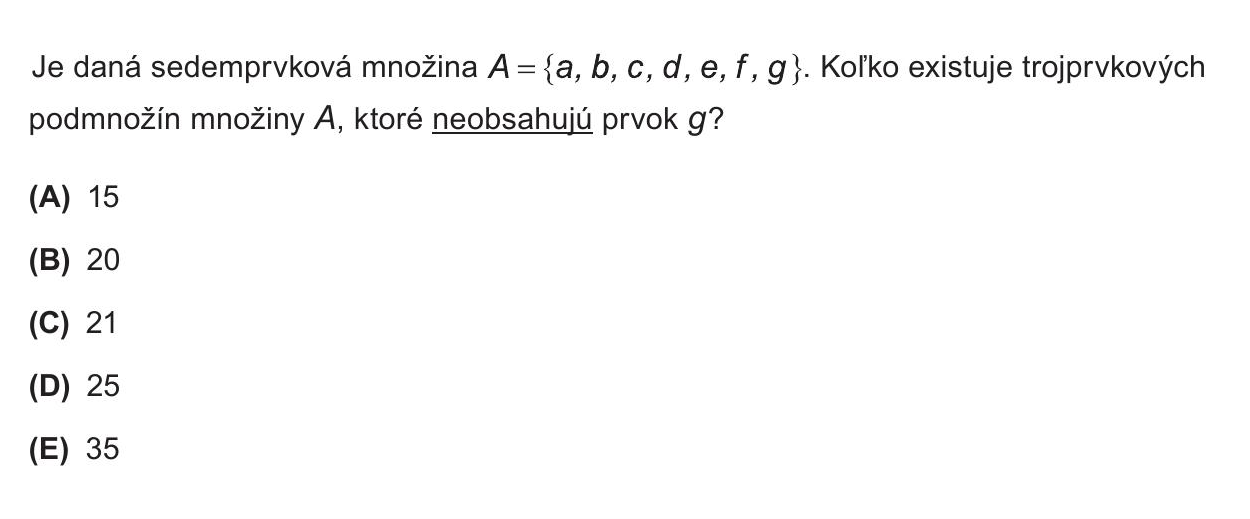 Je daná sedemprvková množina A = {a, b, c, d, e, f, g}. Koľko existuje trojprvkových
podmnožín množiny A, ktoré neobsahujú prvok g?
(A) 15
(B) 20
(C) 21
(D) 25
(E) 35